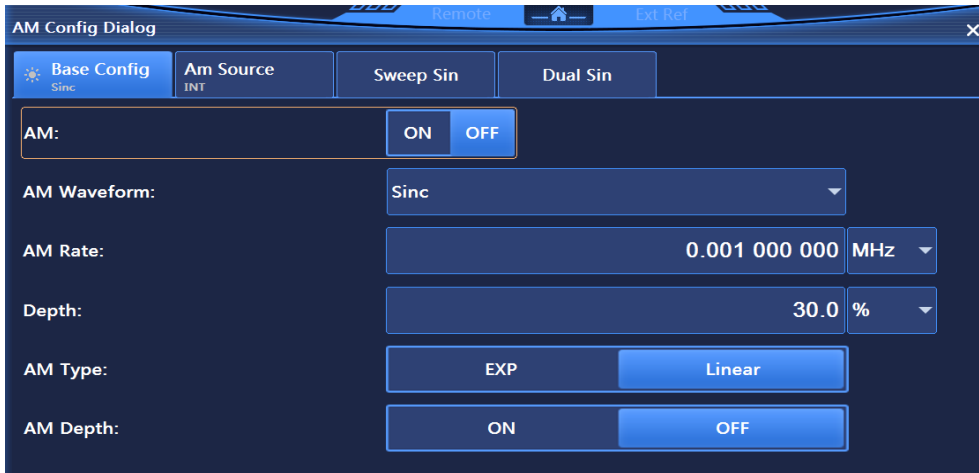 Remote
Ext Ref
AM Config Dialog
Base Config
Sinc
Am Source
INT
Sweep Sin
Dual Sin
AM:
ON
OFF
AM Waveform:
Sinc
AM Rate:
0.001 000 000
MHz
Depth:
30.0
%
AM Type:
EXP
Linear
AM Depth:
ON
OFF